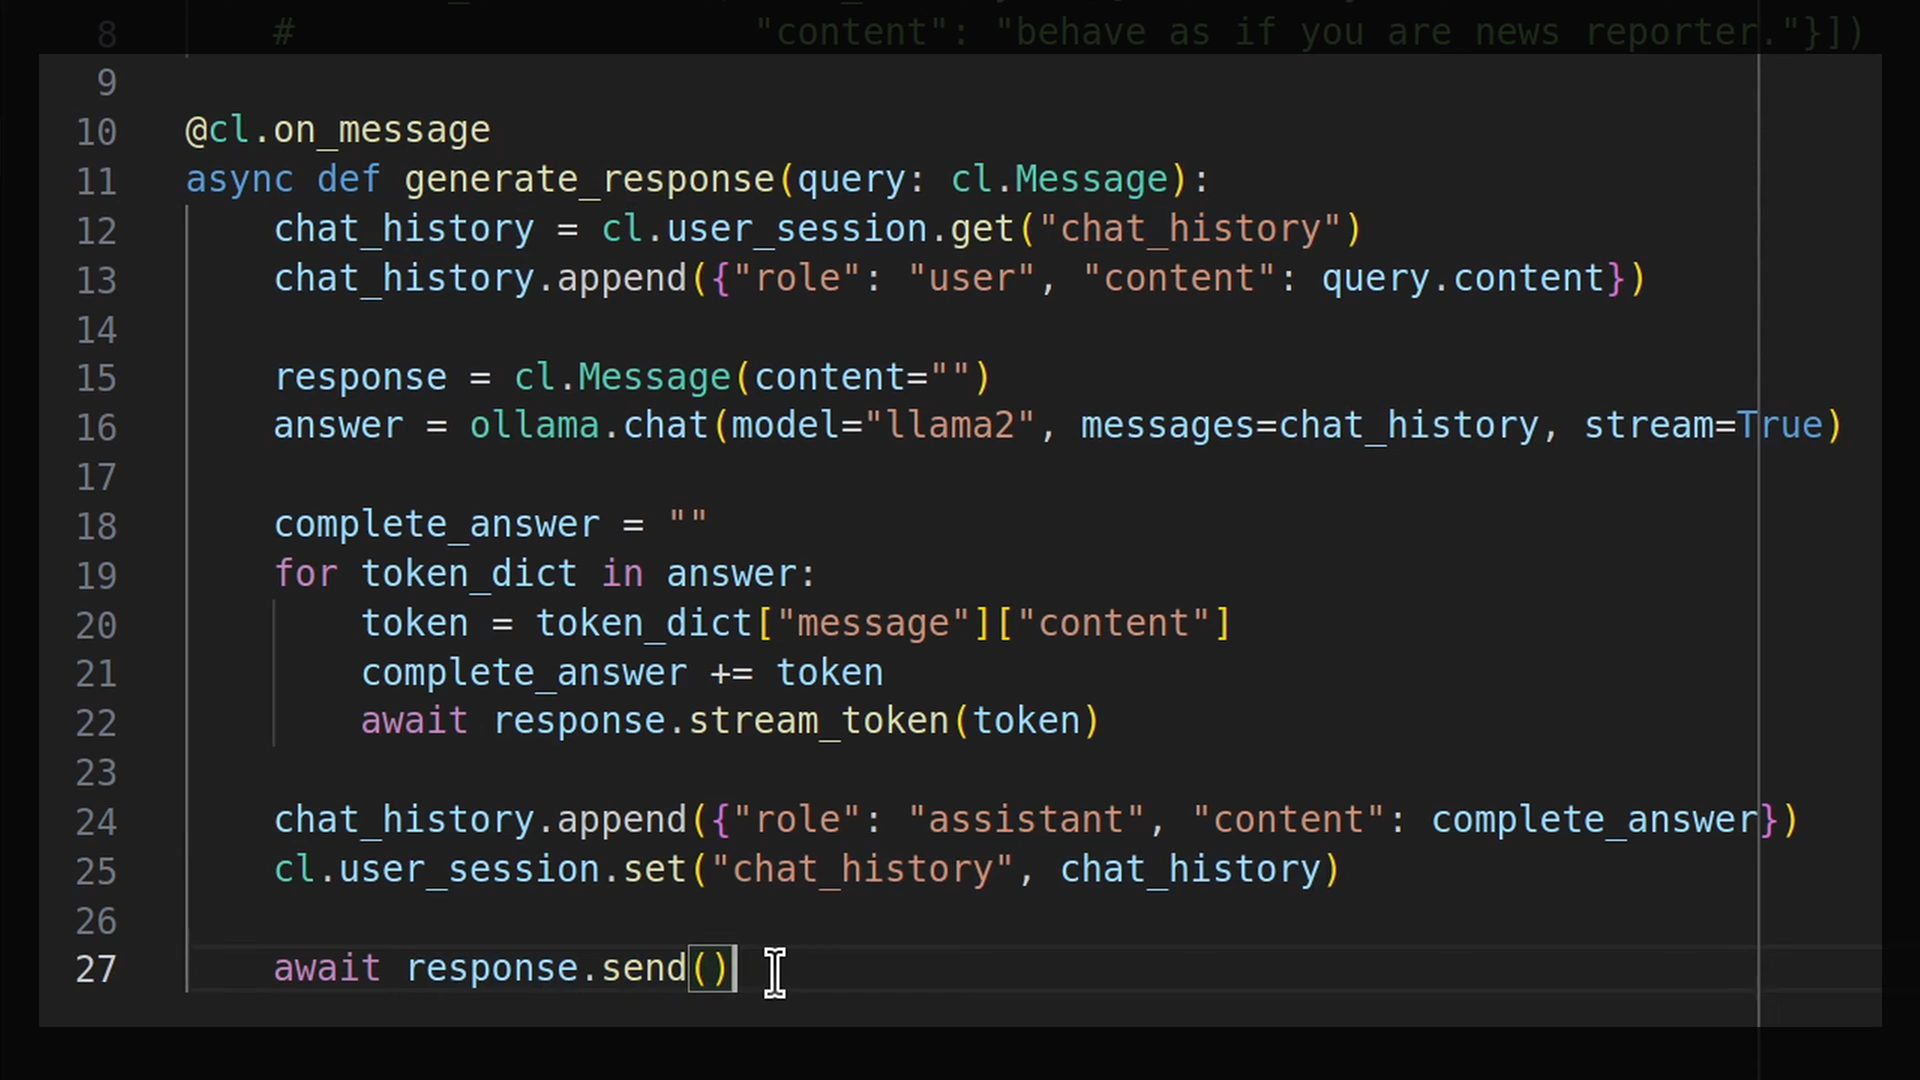 8 # "content": "behave as if you are news reporter."}])
9
10 @cl.on_message
11 async def generate_response(query: cl.Message):
12 chat_history = cl.user_session.get("chat_history")
13 chat_history.append({"role": "user", "content": query.content})
14
15 response = cl.Message(content="")
16 answer = ollama.chat(model="llama2", messages=chat_history, stream=True)
17
18 complete_answer = ""
19 for token_dict in answer:
20 token = token_dict["message"]["content"]
21 complete_answer += token
22 await response.stream_token(token)
23
24 chat_history.append({"role": "assistant", "content": complete_answer})
25 cl.user_session.set("chat_history", chat_history)
26
27 await response.send()